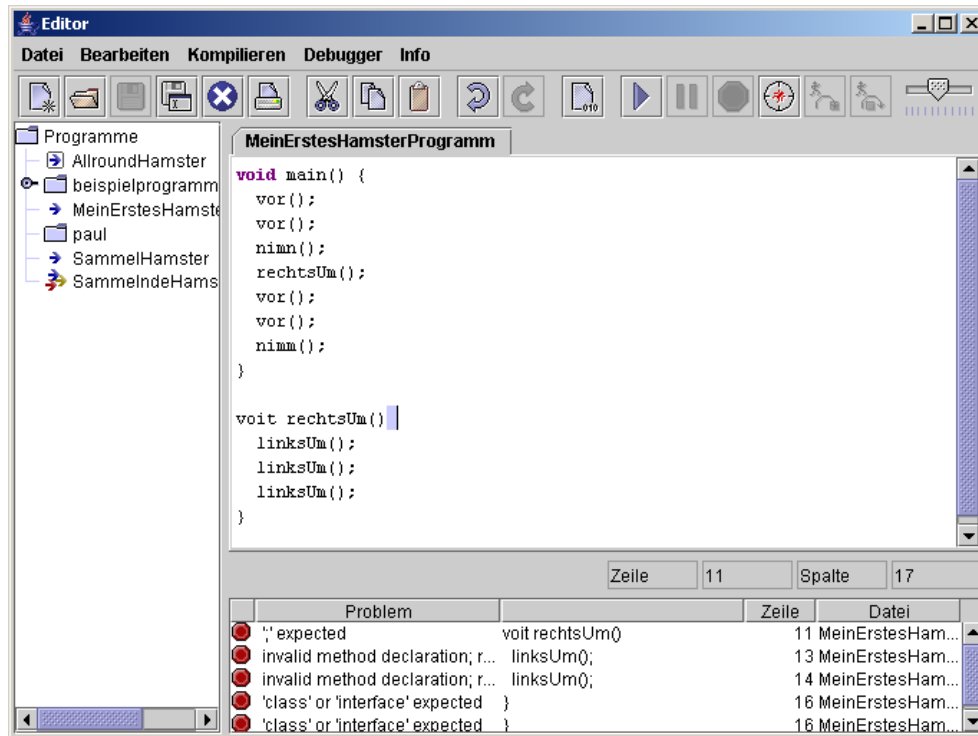 Editor
Datei Bearbeiten Kompilieren Debugger Info
010
Programme
AllroundHamster
beispielprogramm
MeinErstesHamste
paul
SammelHamster
SammelndeHams
MeinErstesHamsterProgramm
void main() {
vor();
vor();
nimn();
rechtsUm();
vor();
vor();
nimm();
}
voit rechtsUm()
linksUm();
linksUm();
linksUm();
}
Zeile 11 Spalte 17
Problem Zeile Datei
';' expected voit rechtsUm() 11 MeinErstesHam...
invalid method declaration; r... linksUm(); 13 MeinErstesHam...
invalid method declaration; r... linksUm(); 14 MeinErstesHam...
'class' or 'interface' expected } 16 MeinErstesHam...
'class' or 'interface' expected } 16 MeinErstesHam...